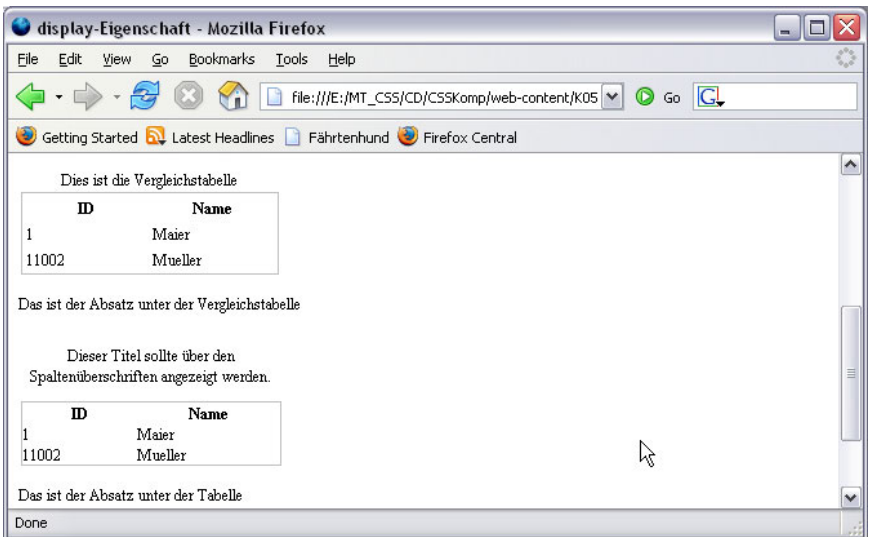 display-Eigenschaft - Mozilla Firefox
File Edit View Go Bookmarks Tools Help
file:///E:/MT_CSS/CD/CSSKomp/web-content/K05 Go G
Getting Started Latest Headlines Fährtenhund Firefox Central
Dies ist die Vergleichstabelle
ID Name
1 Maier
11002 Mueller
Das ist der Absatz unter der Vergleichstabelle
Dieser Titel sollte über den
Spaltenüberschriften angezeigt werden.
ID Name
1 Maier
11002 Mueller
Das ist der Absatz unter der Tabelle
Done